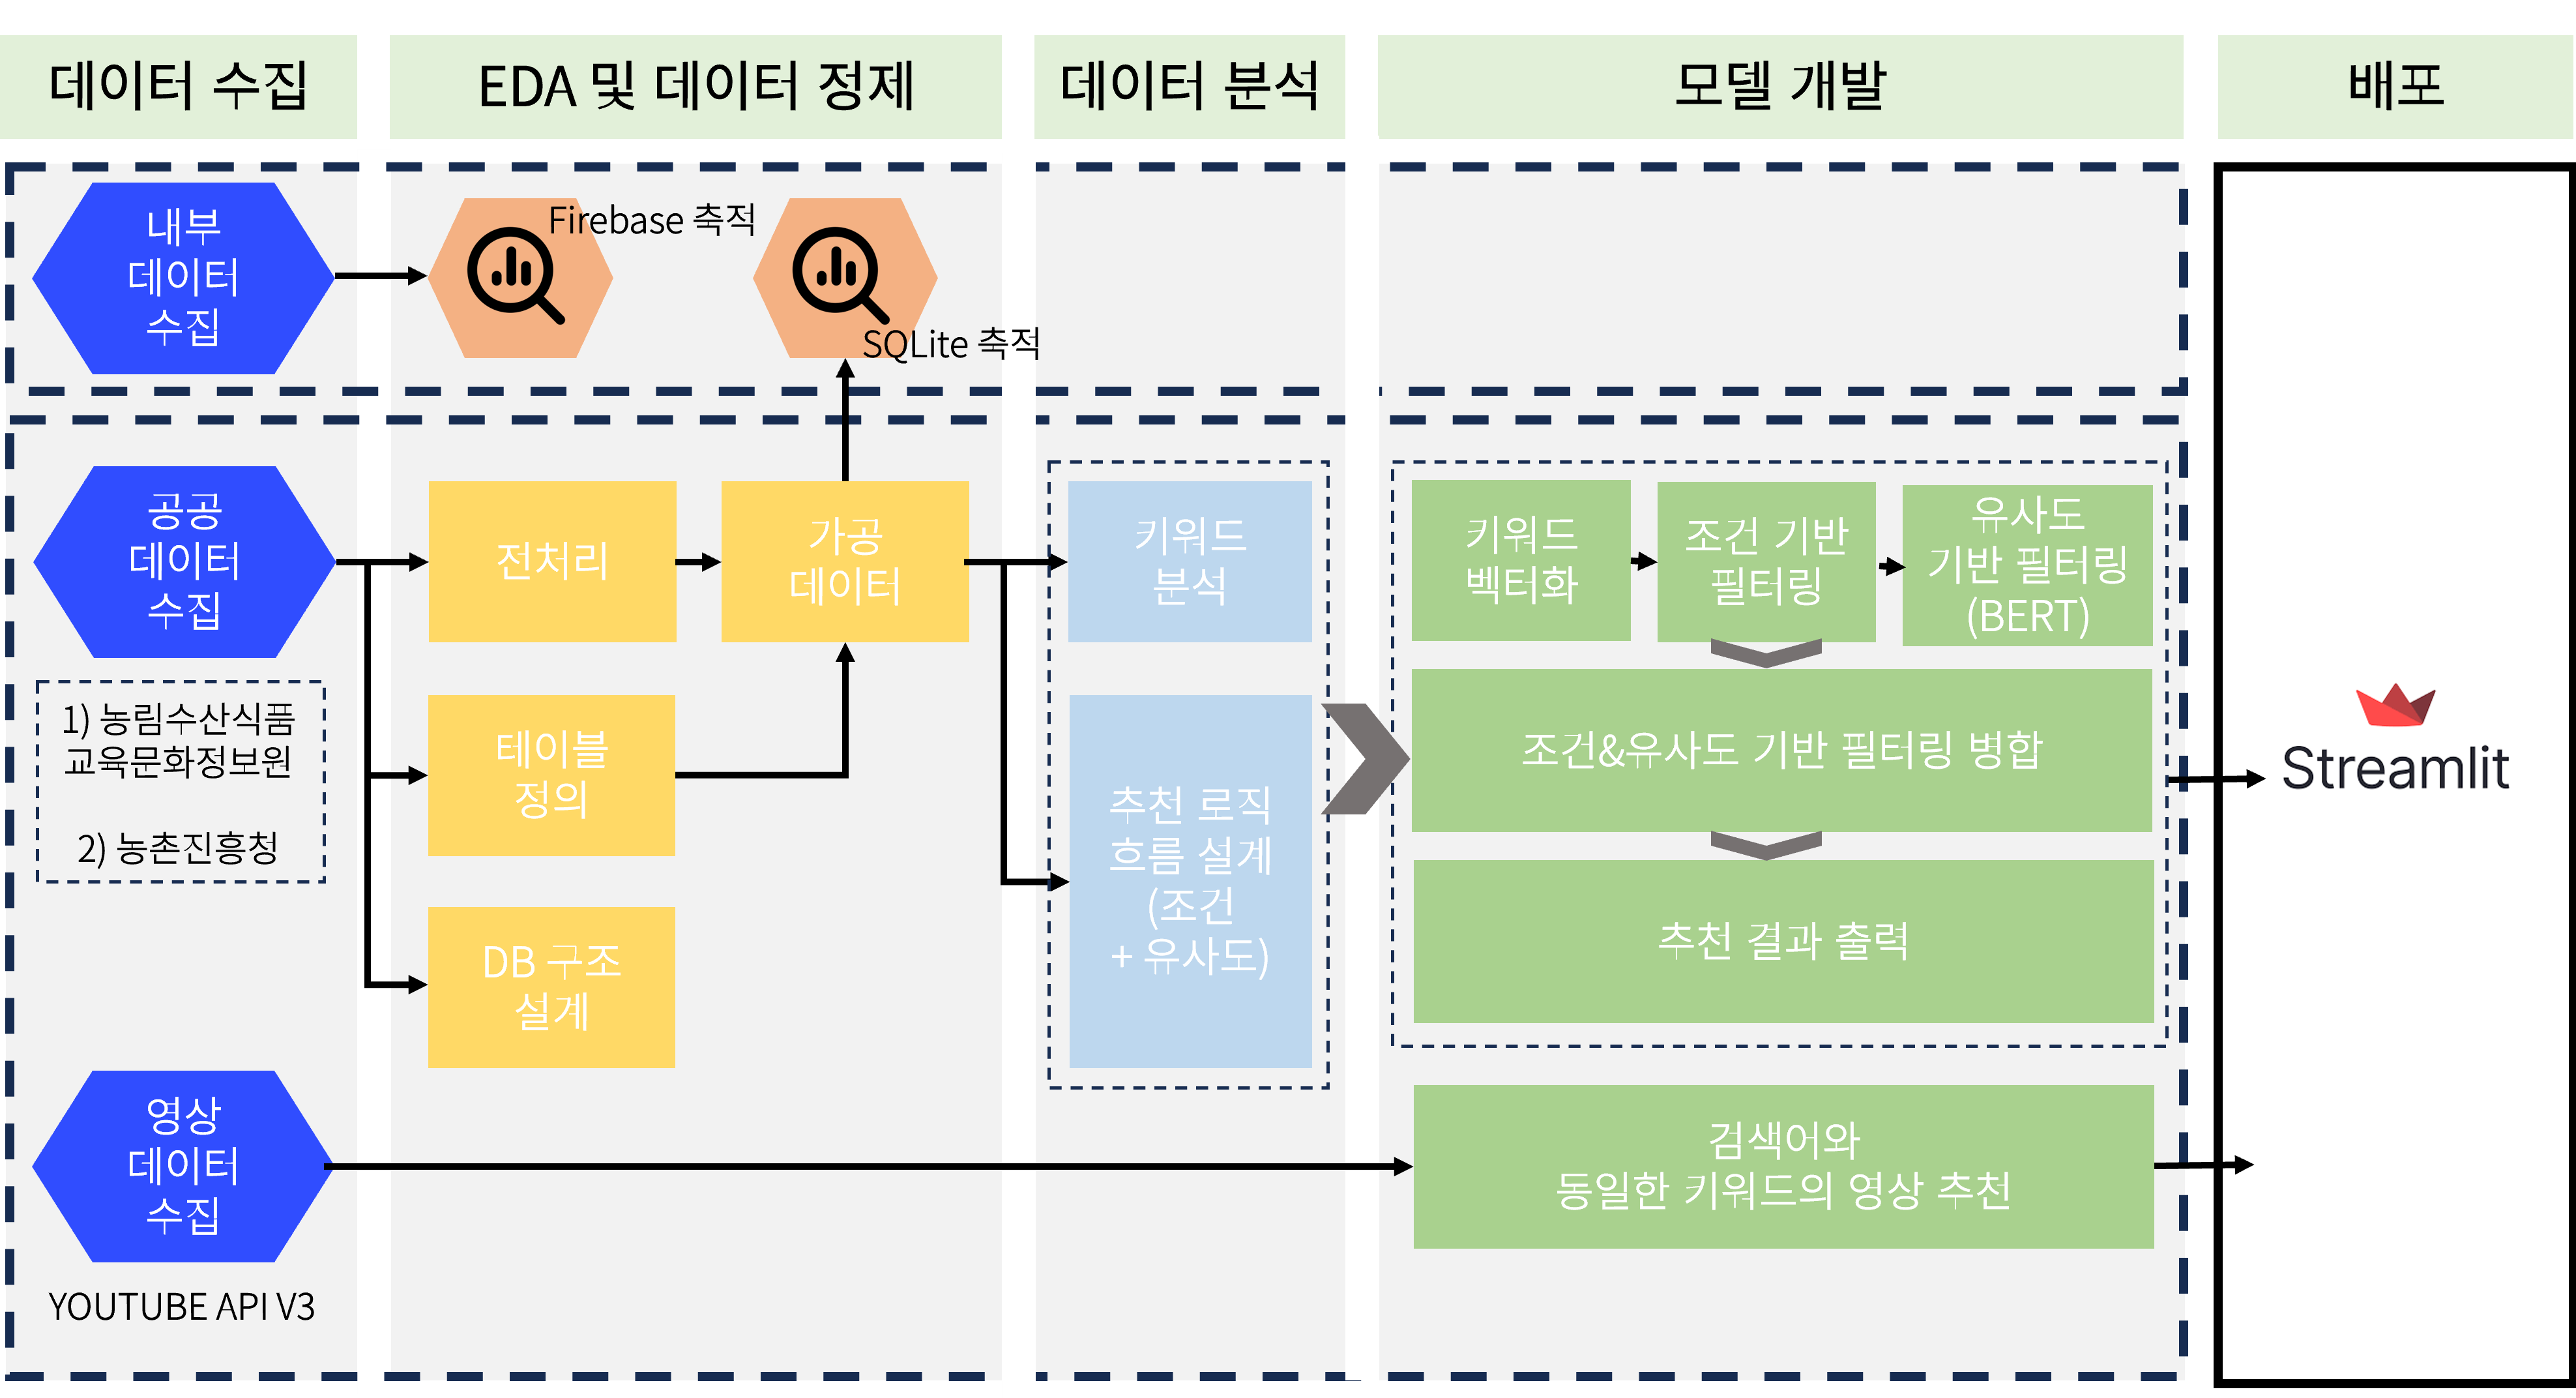 데이터 수집
EDA 및 데이터 정제
데이터 분석
모델 개발
배포
내부
데이터
수집
Firebase 축적
SQLite 축적
공공
데이터
수집
1) 농림수산식품
교육문화정보원
2) 농촌진흥청
전처리
가공
데이터
테이블
정의
DB 구조
설계
키워드
분석
추천 로직
흐름 설계
(조건
+ 유사도)
키워드
벡터화
조건 기반
필터링
유사도
기반 필터링
(BERT)
조건&유사도 기반 필터링 병합
추천 결과 출력
Streamlit
영상
데이터
수집
YOUTUBE API V3
검색어와
동일한 키워드의 영상 추천